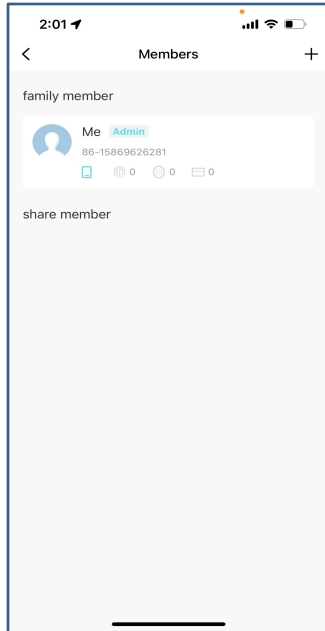 2:01
Members
family member
Me Admin
86-15869626281
0 0 0
share member